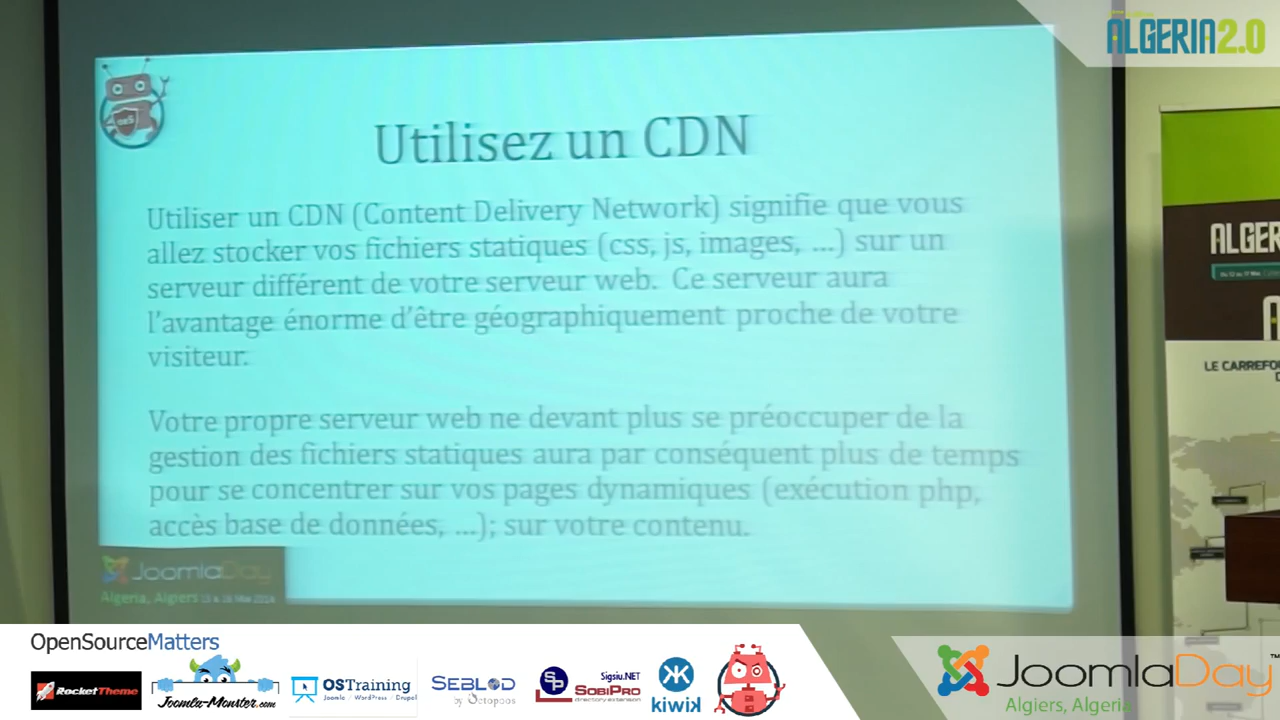 ALGERIA2.0
Utilisez un CDN
Utiliser un CDN (Content Delivery Network) signifie que vous
allez stocker vos fichiers statiques (css, js, images, ...) sur un
serveur différent de votre serveur web. Ce serveur aura
l'avantage énorme d'être géographiquement proche de votre
visiteur.
Votre propre serveur web ne devant plus se préoccuper de la
gestion des fichiers statiques aura par conséquent plus de temps
pour se concentrer sur vos pages dynamiques (exécution php,
accès base de données, ...); sur votre contenu.
JoomlaDay
Algeria, Algiers
ALGER
LE CARREFO
OpenSourceMatters
RocketTheme
Joomla-Monster.com
OSTraining
Joomla WordPress Drupal
SEBLOD
by Octopoos
SP
Sigsiu.NET
SobiPro
directory extension
kiwik
JoomlaDay™
Algiers, Algeria